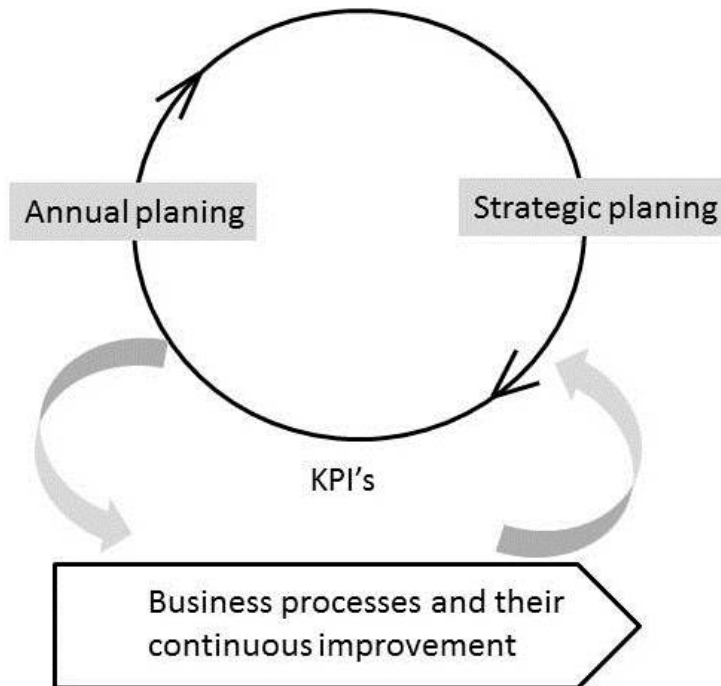 Annual planing
Strategic planing
KPI's
Business processes and their
continuous improvement